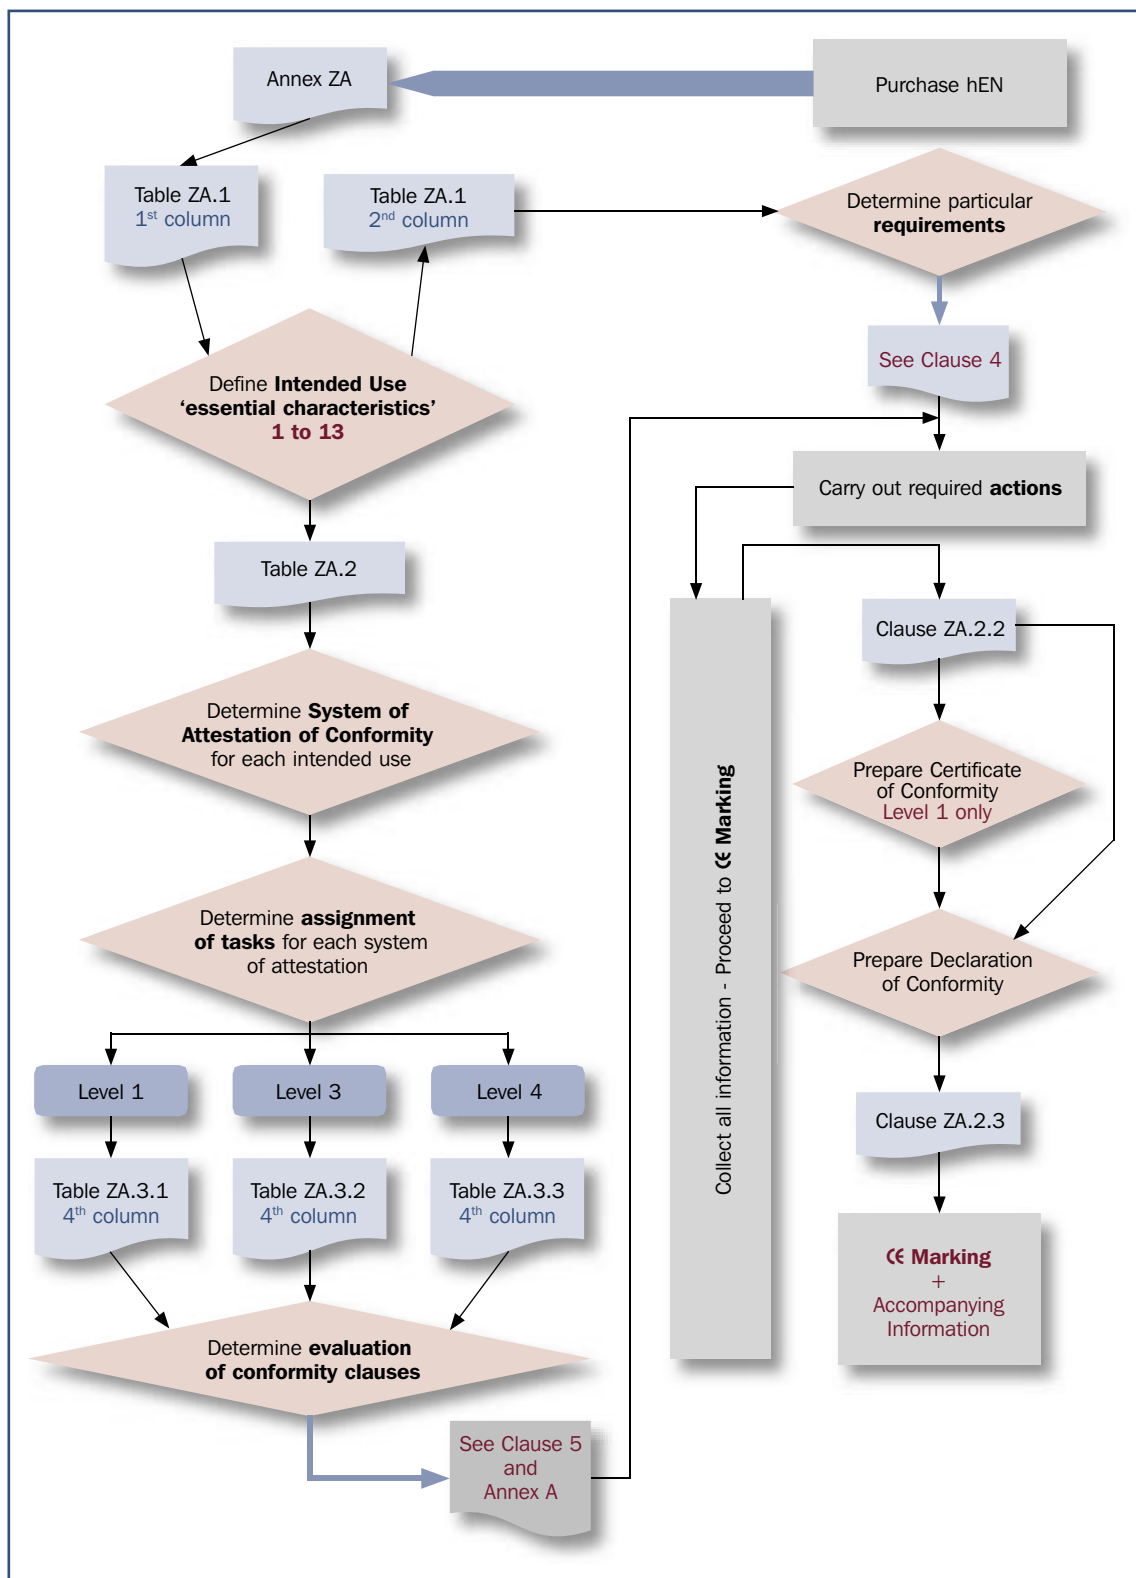 Annex ZA
Purchase hEN
Table ZA.1
1st column
Table ZA.1
2nd column
Determine particular
requirements
See Clause 4
Define Intended Use
‘essential characteristics’
1 to 13
Carry out required actions
Table ZA.2
Clause ZA.2.2
Determine System of
Attestation of Conformity
for each intended use
Prepare Certificate
of Conformity
Level 1 only
Collect all information - Proceed to CE Marking
Determine assignment
of tasks for each system
of attestation
Prepare Declaration
of Conformity
Level 1
Level 3
Level 4
Clause ZA.2.3
Table ZA.3.1
4th column
Table ZA.3.2
4th column
Table ZA.3.3
4th column
CE Marking
+
Accompanying
Information
Determine evaluation
of conformity clauses
See Clause 5
and
Annex A